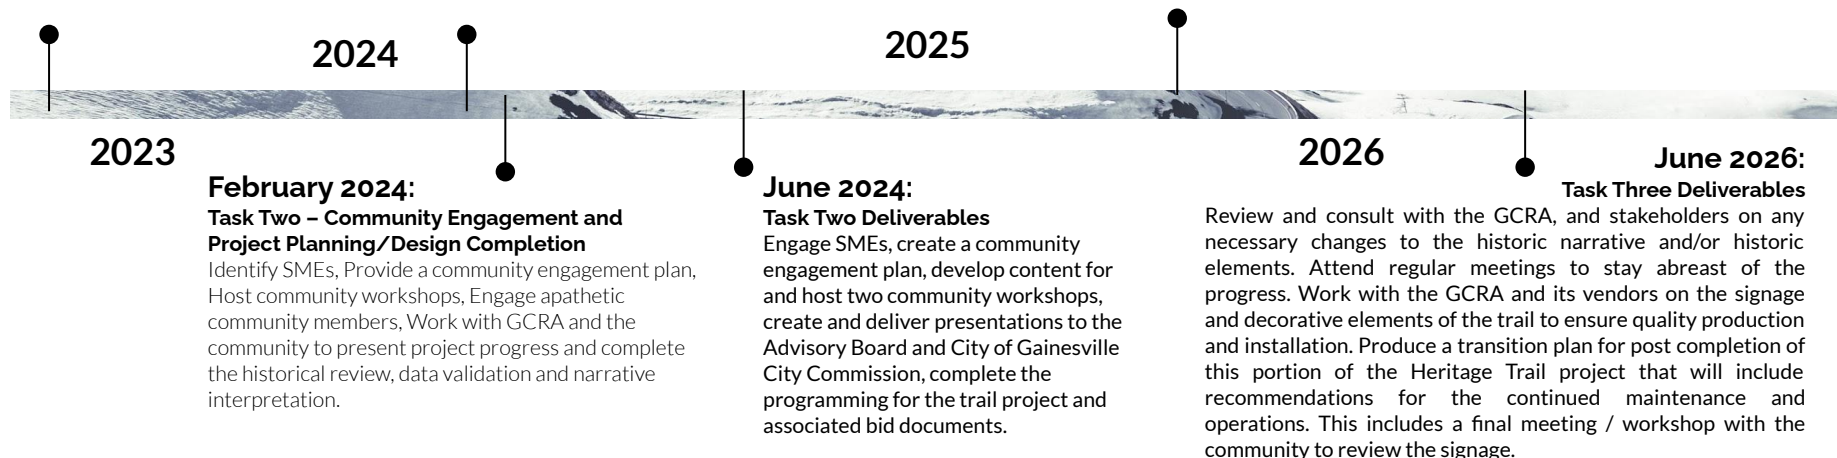 2024
2025
2023
2026
February 2024:
Task Two – Community Engagement and
Project Planning/Design Completion
Identify SMEs, Provide a community engagement plan,
Host community workshops, Engage apathetic
community members, Work with GCRA and the
community to present project progress and complete
the historical review, data validation and narrative
interpretation.
June 2024:
Task Two Deliverables
Engage SMEs, create a community
engagement plan, develop content for
and host two community workshops,
create and deliver presentations to the
Advisory Board and City of Gainesville
City Commission, complete the
programming for the trail project and
associated bid documents.
June 2026:
Task Three Deliverables
Review and consult with the GCRA, and stakeholders on any
necessary changes to the historic narrative and/or historic
elements. Attend regular meetings to stay abreast of the
progress. Work with the GCRA and its vendors on the signage
and decorative elements of the trail to ensure quality production
and installation. Produce a transition plan for post completion of
this portion of the Heritage Trail project that will include
recommendations for the continued maintenance and
operations. This includes a final meeting / workshop with the
community to review the signage.